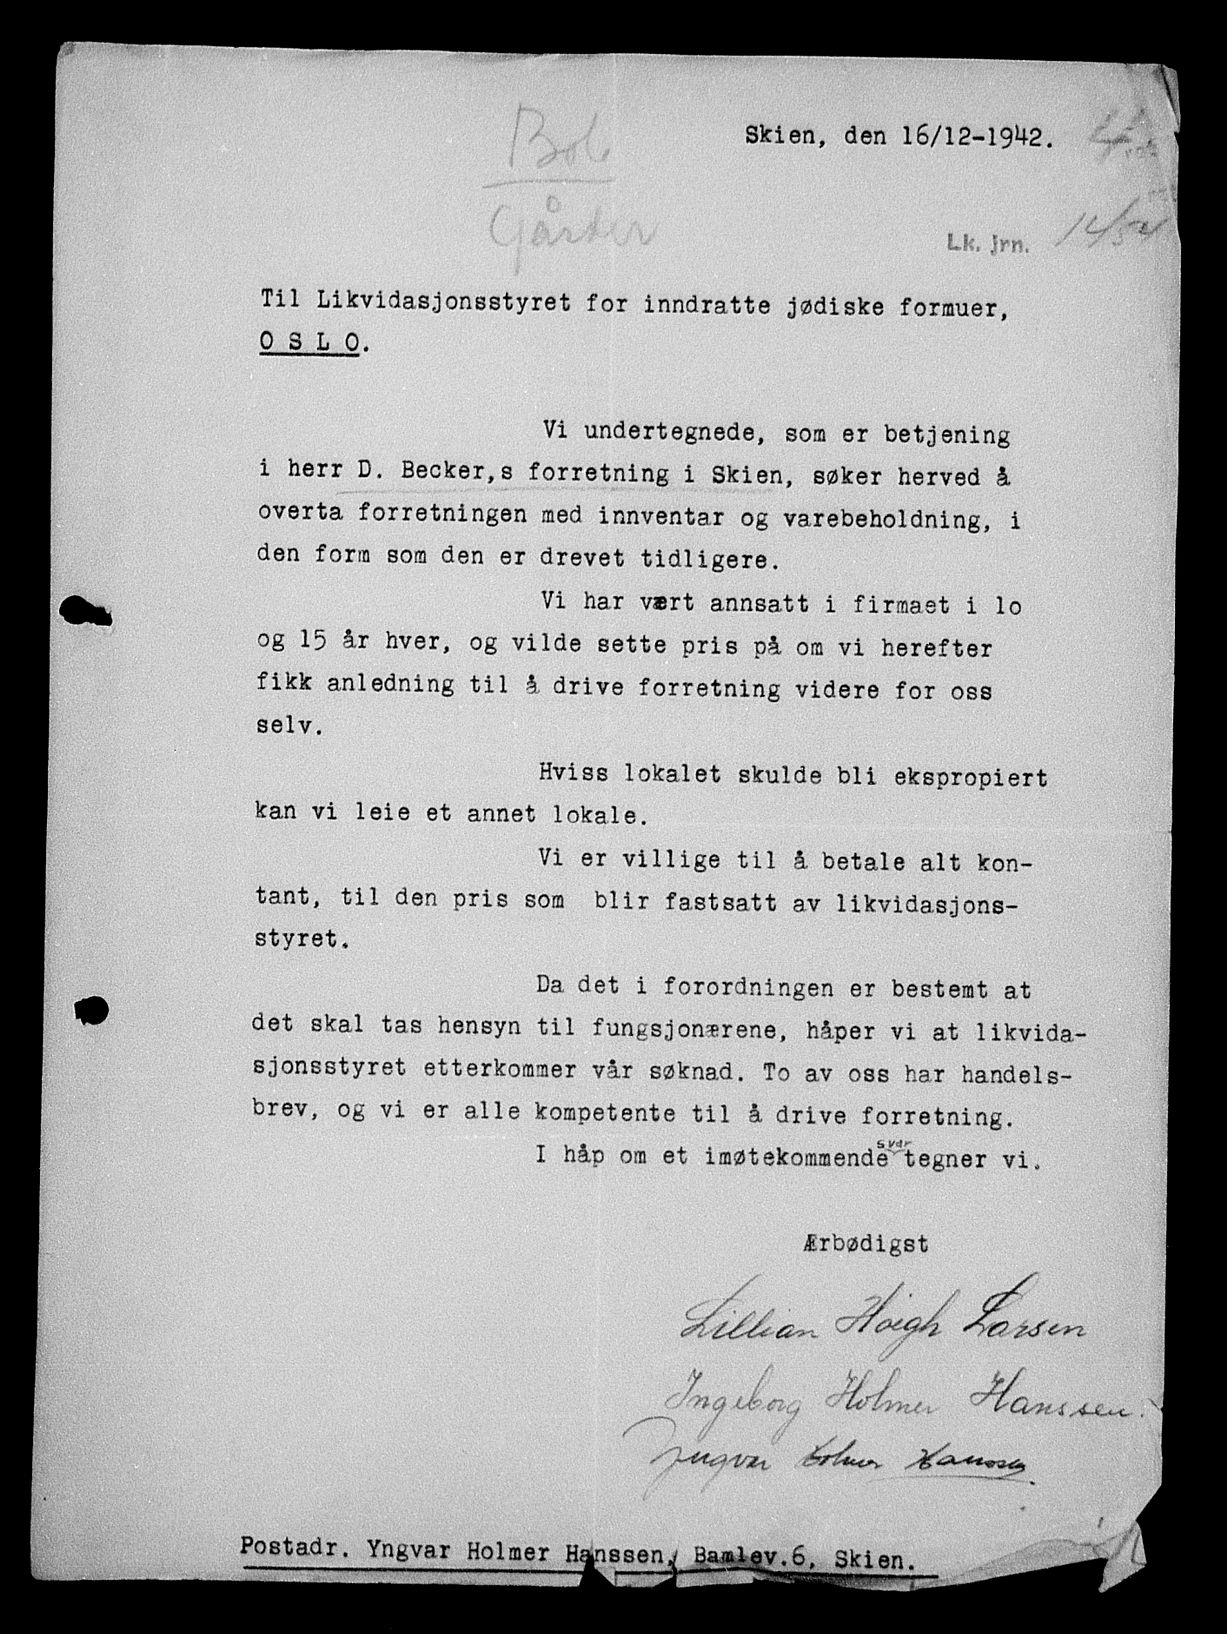 Bob
Gårder
Skien, den 16/12-1942.
Lk. jrn.
Til Likvidasjonsstyret for inndratte jødiske formuer,
O S L O.
Vi undertegnede, som er betjening
i herr D. Becker,s forretning i Skien, søker herved å
overta forretningen med innventar og varebeholdning, i
den form som den er drevet tidligere.
Vi har vært annsatt i firmaet i lo
og 15 år hver, og vilde sette pris på om vi herefter
fikk anledning til å drive forretning videre for oss
selv.
Hviss lokalet skulde bli ekspropiert
kan vi leie et annet lokale.
Vi er villige til å betale alt kon-
tant, til den pris som  blir fastsatt av likvidasjons-
styret.
Da det i forordningen er bestemt at
det skal tas hensyn til fungsjonærene, håper vi at likvida-
sjonsstyret etterkommer vår søknad. To av oss har handels-
brev, og vi er alle kompetente til å drive forretning.
I håp om et imøtekommende svar tegner vi.
Ærbødigst
Lillian Høigh Larsen
Ingeborg Holmer Hanssen.
Yngvar Holmer Hanssen.
Postadr. Yngvar Holmer Hanssen, Bamlev.6. Skien.